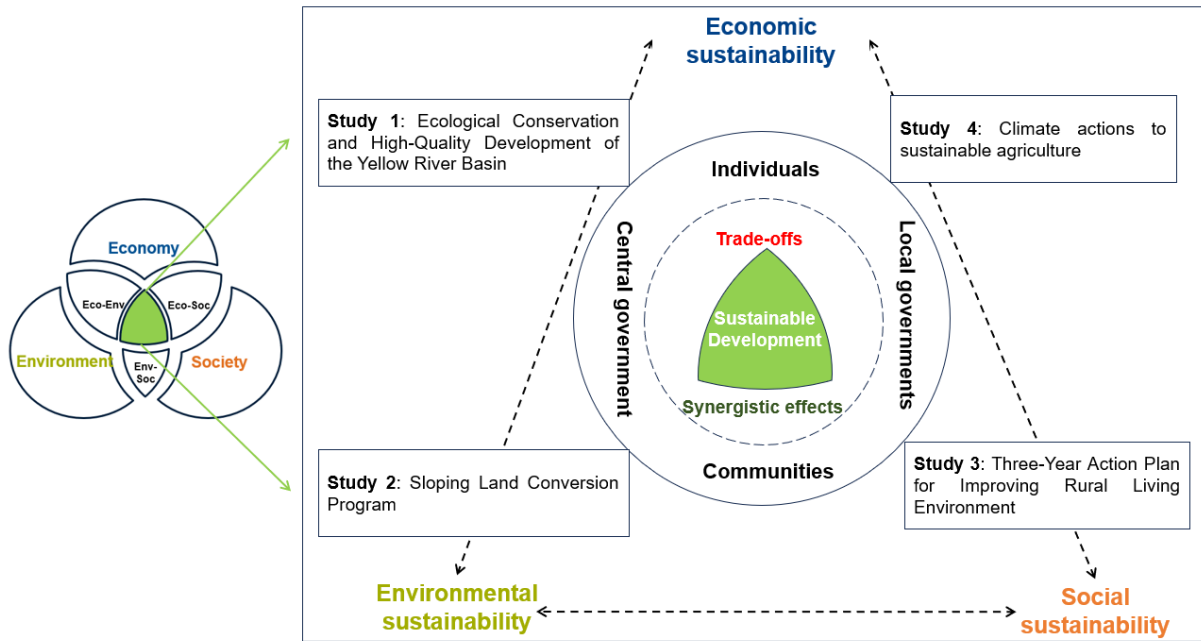 Economy
Eco-Env
Eco-Soc
Environment
Env-
Soc
Society
Economic
sustainability
Study 1: Ecological Conservation
and High-Quality Development of
the Yellow River Basin
Study 4: Climate actions to
sustainable agriculture
Individuals
Central government
Local governments
Trade-offs
Sustainable
Development
Synergistic effects
Communities
Study 2: Sloping Land Conversion
Program
Study 3: Three-Year Action Plan
for Improving Rural Living
Environment
Environmental
sustainability
Social
sustainability